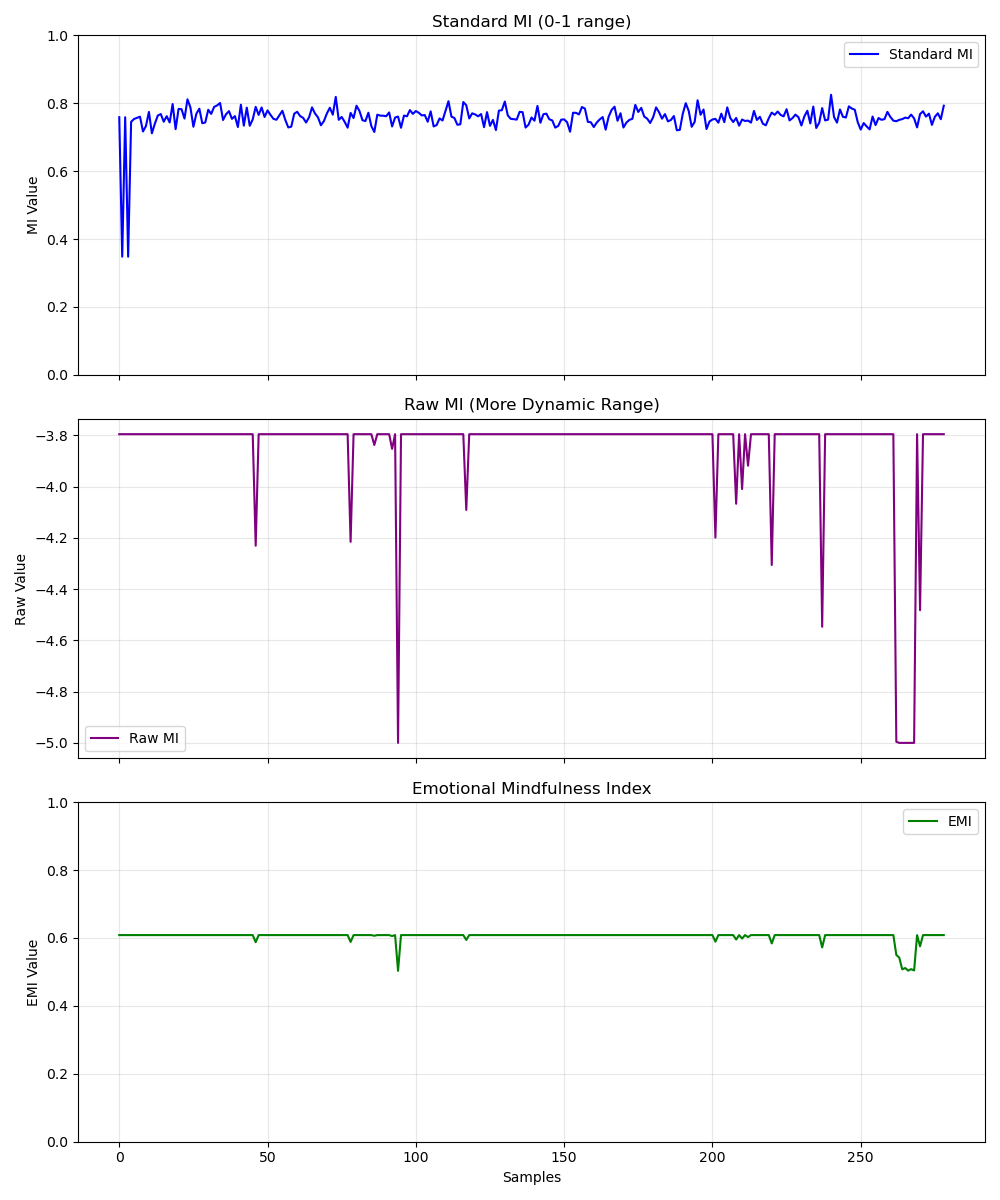 Standard MI (0-1 range)
1.0
0.8
0.6
0.4
0.2
0.0
MI Value
Standard MI
Raw MI (More Dynamic Range)
−3.8
−4.0
−4.2
−4.4
−4.6
−4.8
−5.0
Raw Value
Raw MI
Emotional Mindfulness Index
1.0
0.8
0.6
0.4
0.2
0.0
EMI Value
EMI
0 50 100 150 200 250
Samples